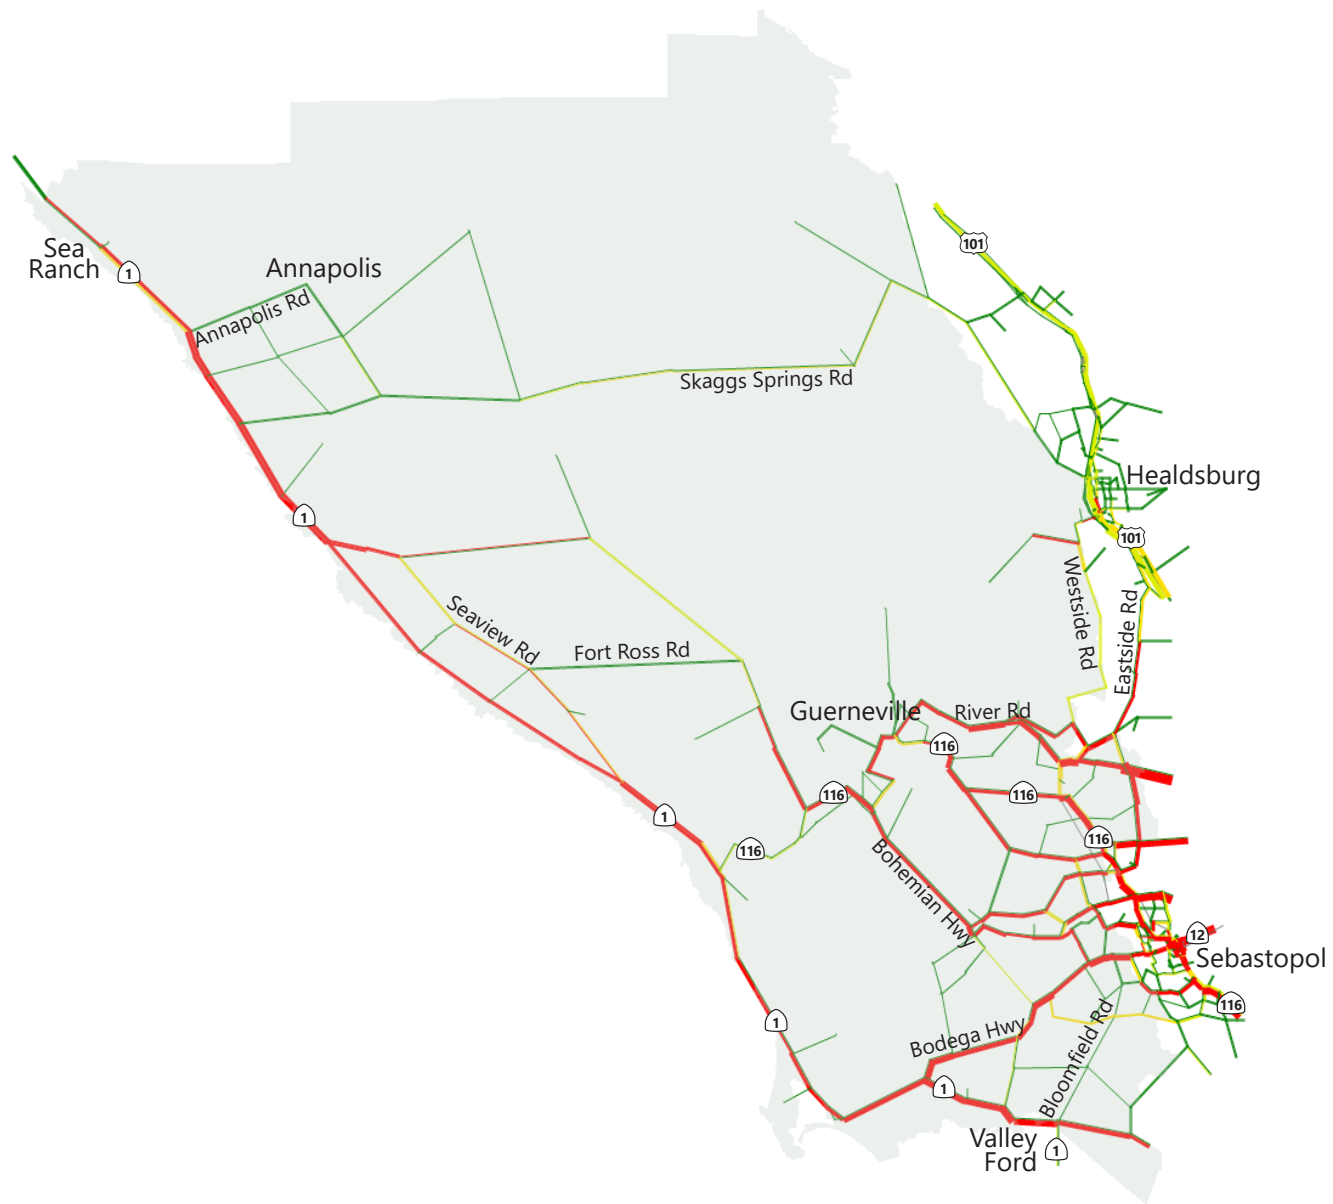 101
Sea
Ranch
1
Annapolis
Annapolis Rd
Skaggs Springs Rd
Healdsburg
1
101
Westside Rd
Eastside Rd
Seaview Rd
Fort Ross Rd
Guerneville
River Rd
116
116
116
1
116
116
Bohemian Hwy
12
Sebastopol
116
1
Bodega Hwy
Bloomfield Rd
1
Valley
Ford
1